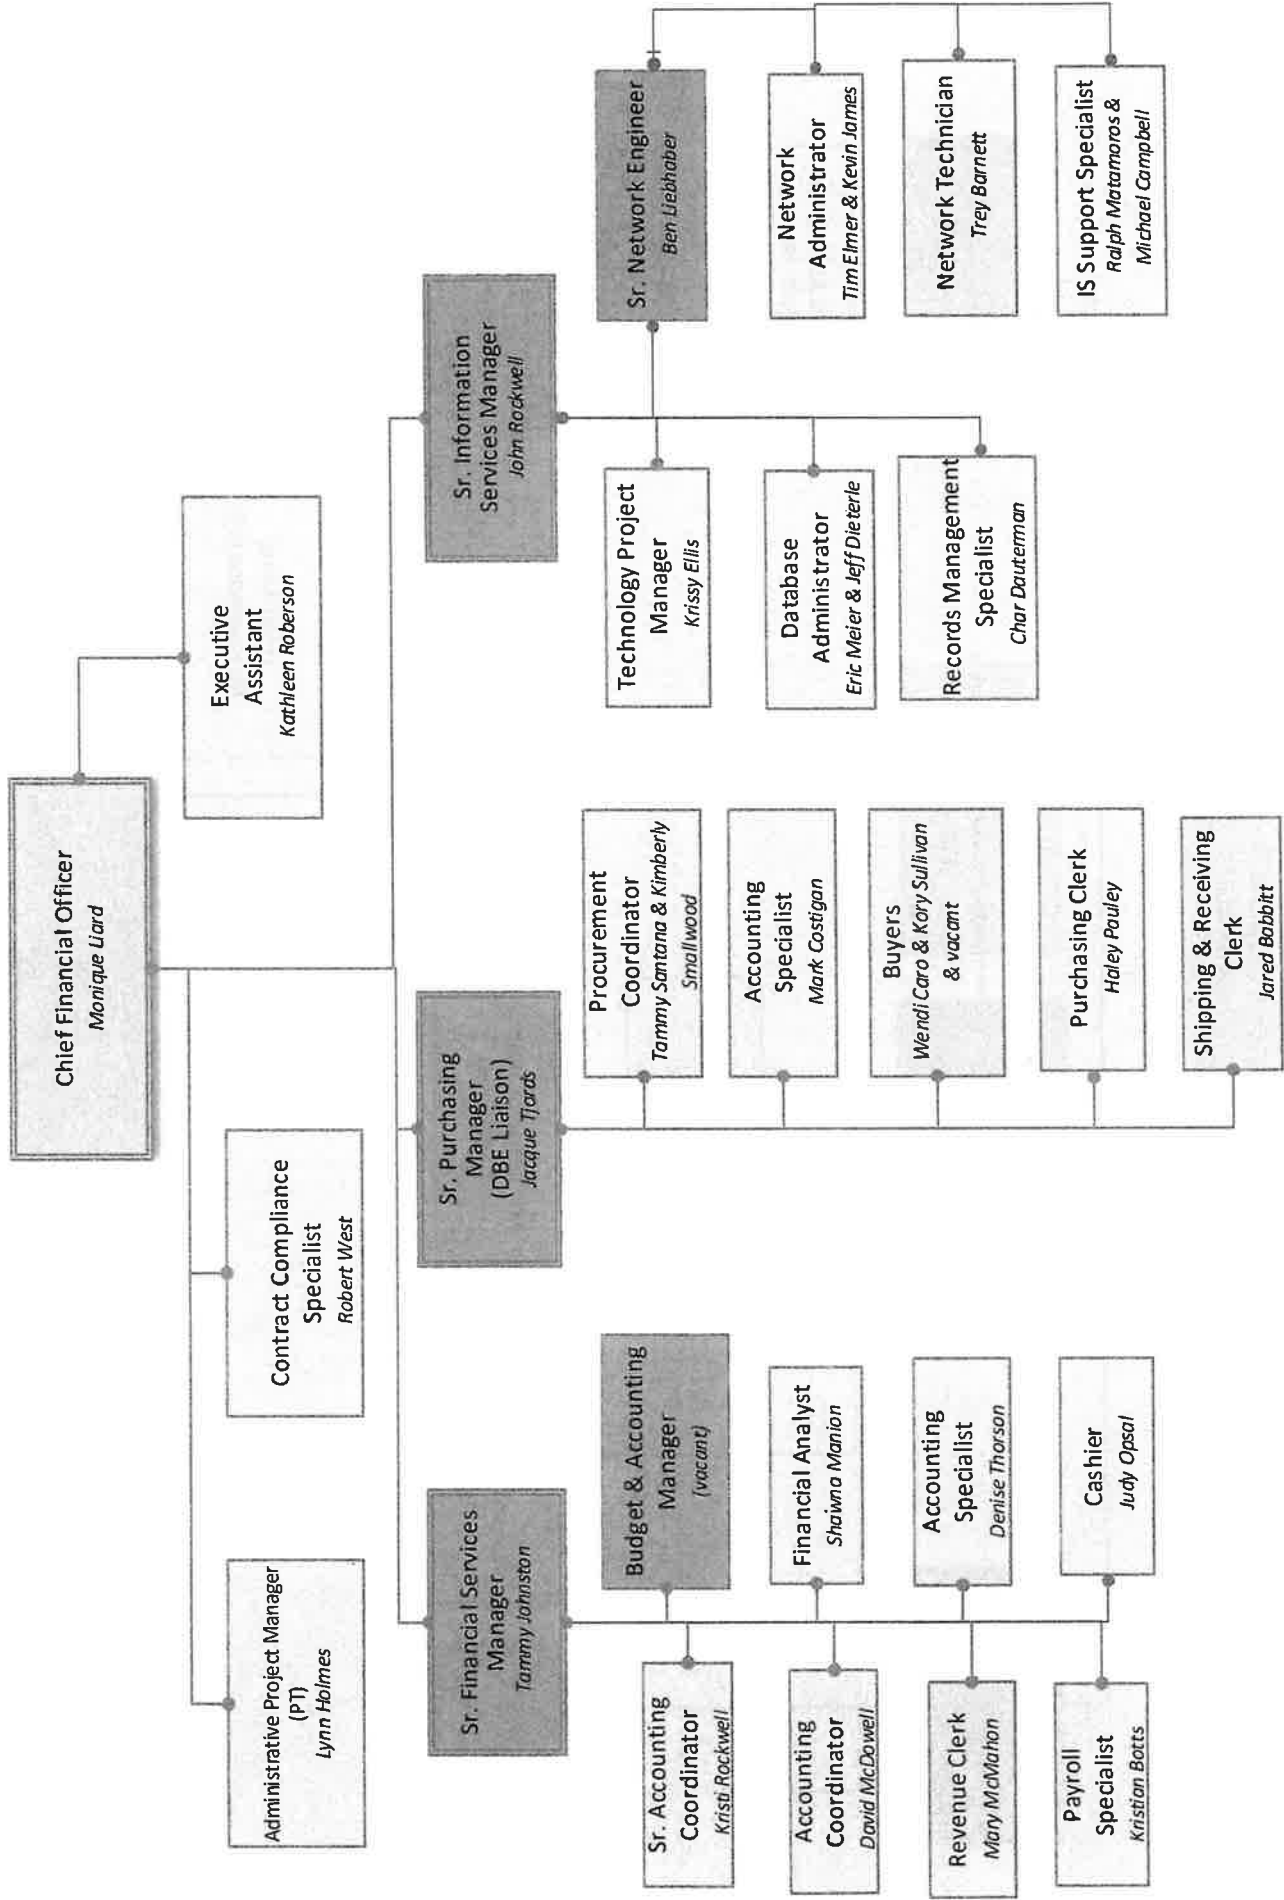 Chief Financial Officer
Monique Liard
Executive
Assistant
Kathleen Roberson
Administrative Project Manager
(PT)
Lynn Holmes
Contract Compliance
Specialist
Robert West
Sr. Financial Services
Manager
Tammy Johnston
Sr. Purchasing
Manager
(DBE Liaison)
Jacque Tjards
Sr. Information
Services Manager
John Rockwell
Sr. Accounting
Coordinator
Kristi Rockwell
Budget & Accounting
Manager
(vacant)
Accounting
Coordinator
David McDowell
Financial Analyst
Shawna Manion
Revenue Clerk
Mary McMahon
Accounting
Specialist
Denise Thorson
Payroll
Specialist
Kristian Botts
Cashier
Judy Opsal
Procurement
Coordinator
Tammy Santana & Kimberly
Smallwood
Accounting
Specialist
Mark Costigan
Buyers
Wendi Caro & Kory Sullivan
& vacant
Purchasing Clerk
Haley Pauley
Shipping & Receiving
Clerk
Jared Babbitt
Technology Project
Manager
Krissy Ellis
Database
Administrator
Eric Meier & Jeff Dieterle
Records Management
Specialist
Char Dauterman
Sr. Network Engineer
Ben Liebhaber
Network
Administrator
Tim Elmer & Kevin James
Network Technician
Trey Barnett
IS Support Specialist
Ralph Matamoros &
Michael Campbell